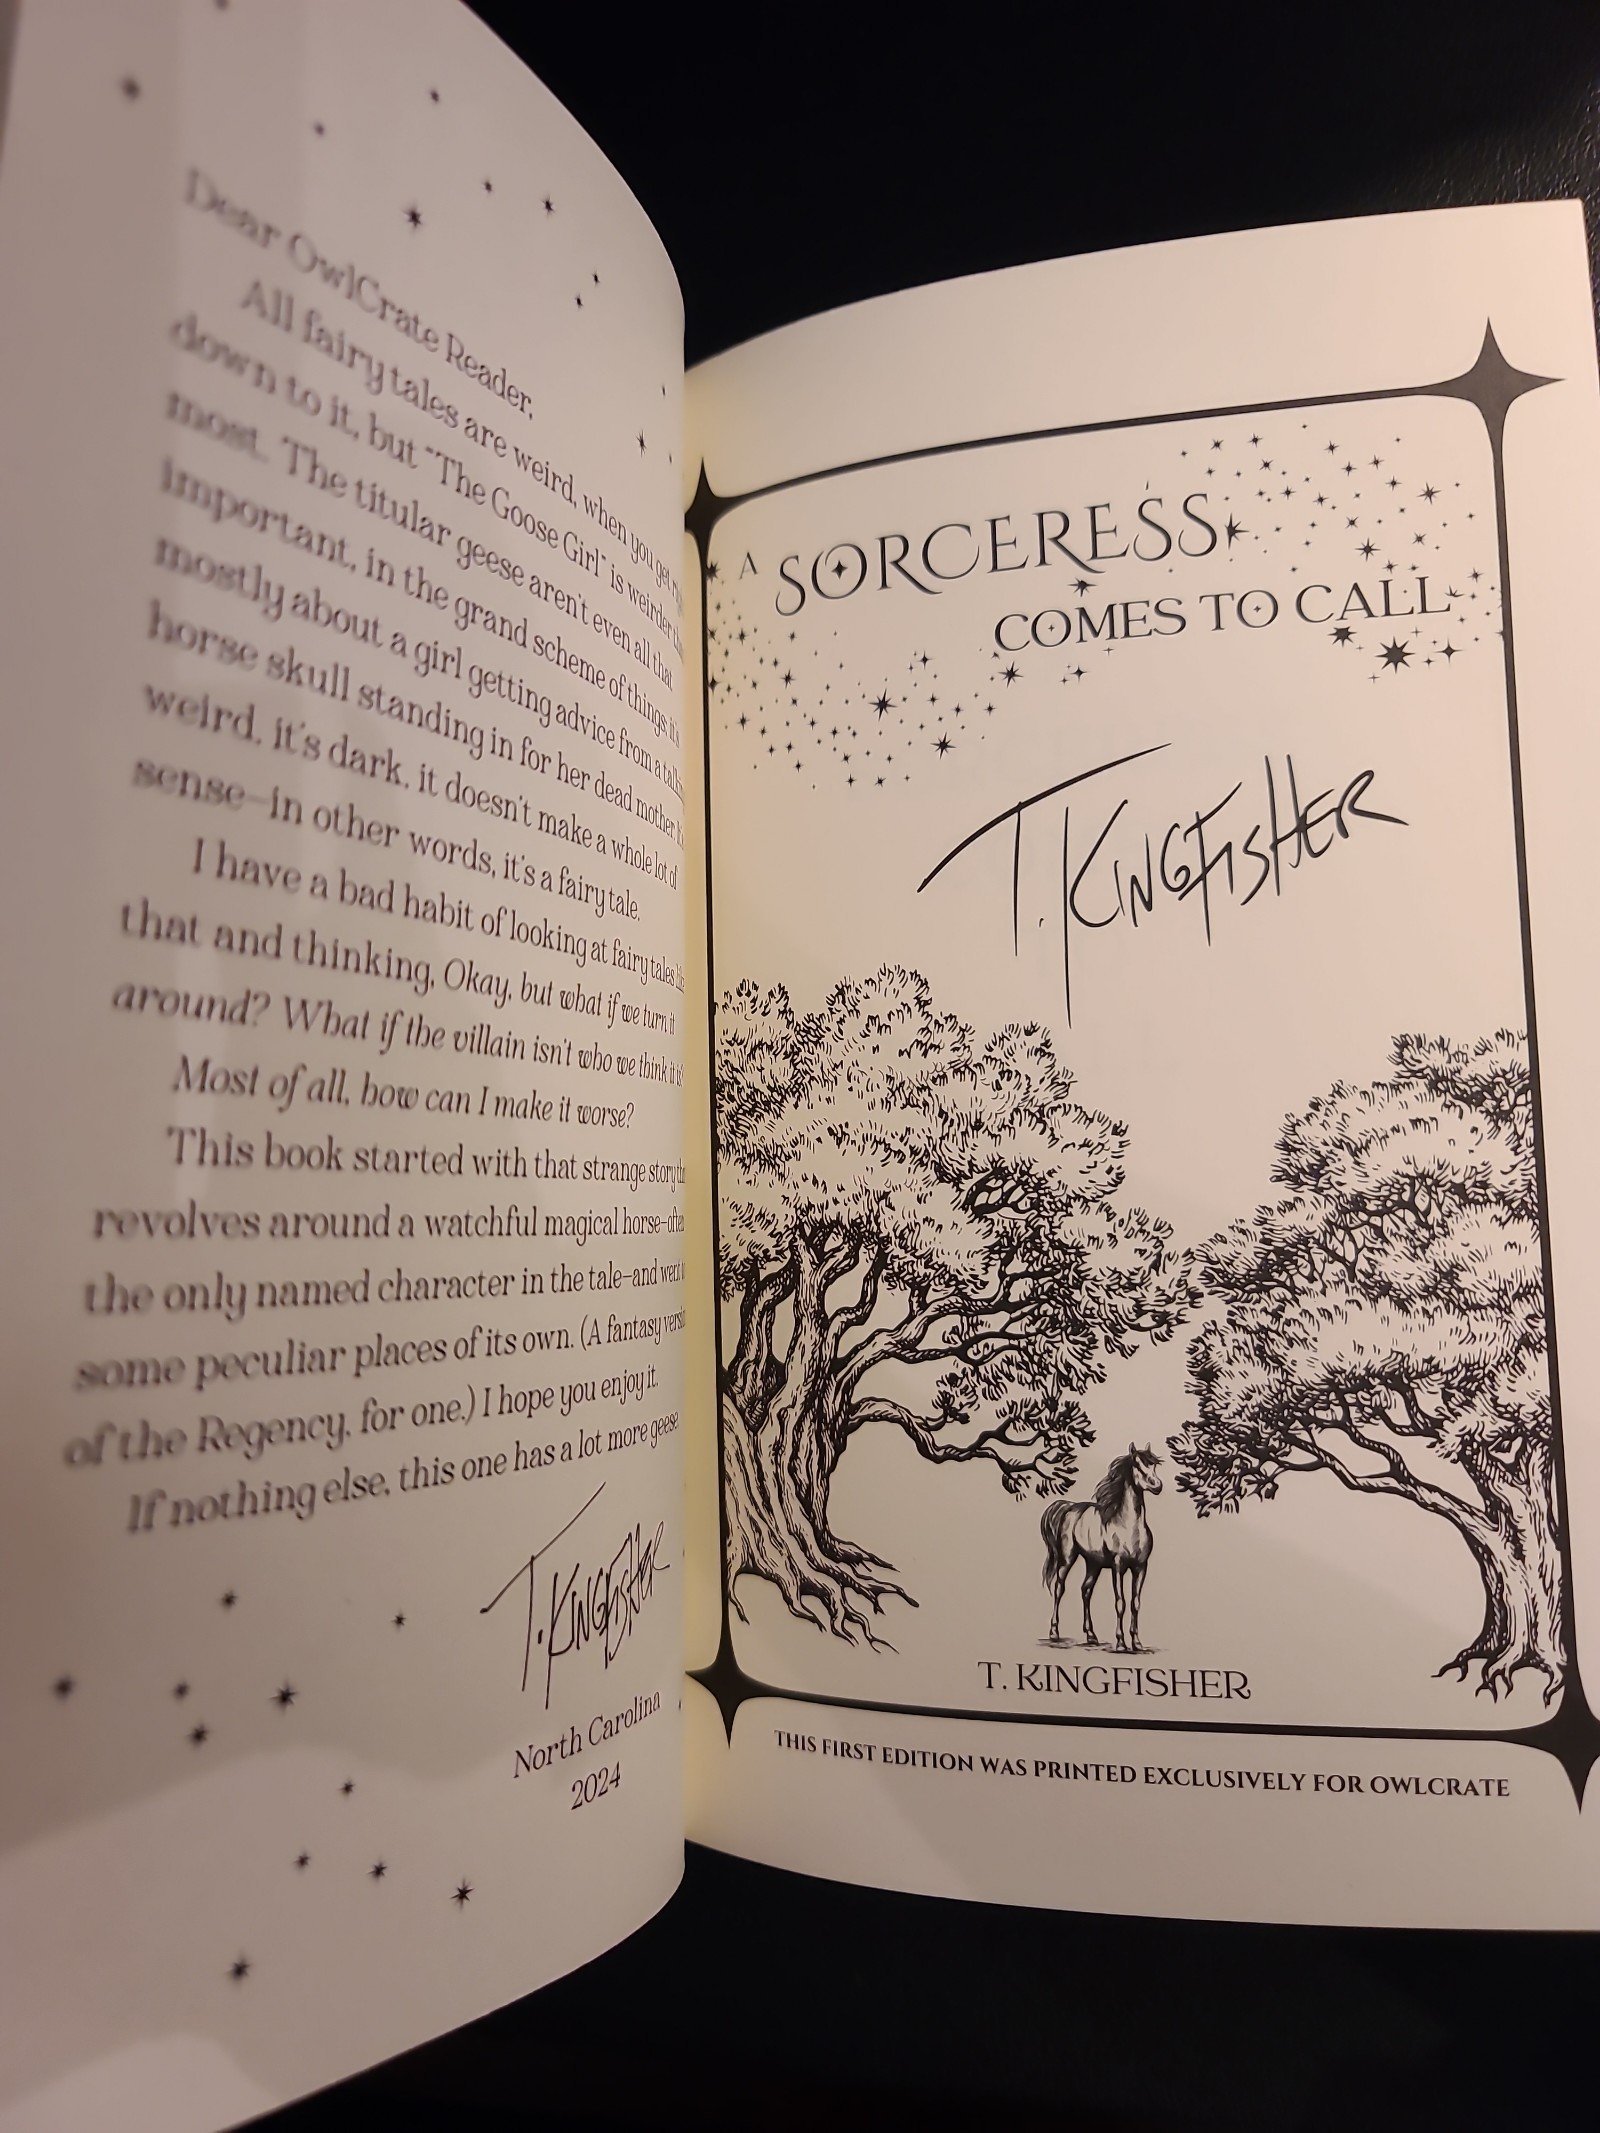 Dear OwlCrate Reader,
All fairy tales are weird, when you get
down to it, but "The Goose Girl" is weirder
most. The titular geese aren't even all that
important, in the grand scheme of things; it's
mostly about a girl getting advice from a
horse skull standing in for her dead mother. It's
weird, it's dark, it doesn't make a whole lot of
sense—in other words, it's a fairy tale.
I have a bad habit of looking at fairy tales like
that and thinking, Okay, but what if we turn it
around? What if the villain isn't who we think it is?
Most of all, how can I make it worse?
This book started with that strange story
revolves around a watchful magical horse—often
the only named character in the tale—and went
some peculiar places of its own. (A fantasy
of the Regency, for one.) I hope you enjoy it.
If nothing else, this one has a lot more geese.
T. KINGFISHER
North Carolina
2024
A SORCERESS
COMES TO CALL
T. KINGFISHER
T. KINGFISHER
THIS FIRST EDITION WAS PRINTED EXCLUSIVELY FOR OWLCRATE